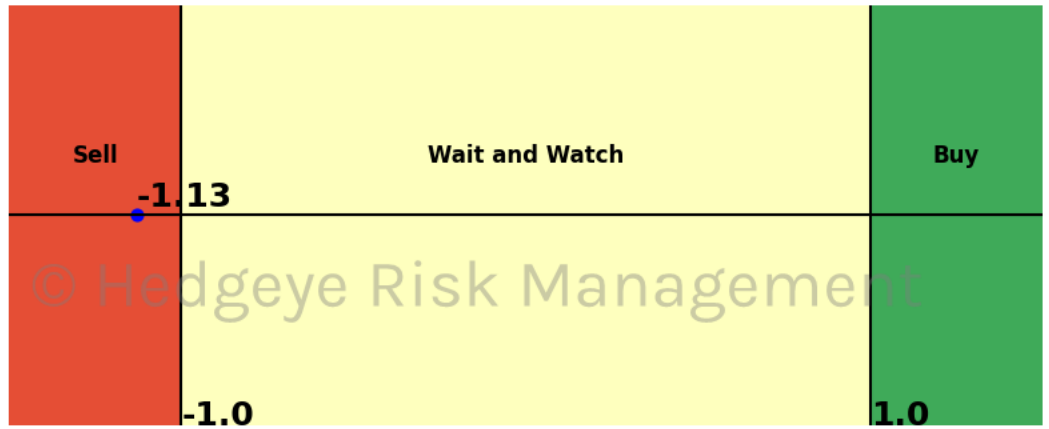 Sell
Wait and Watch
Buy
-1.13
© Hedgeye Risk Management
-1.0
1.0